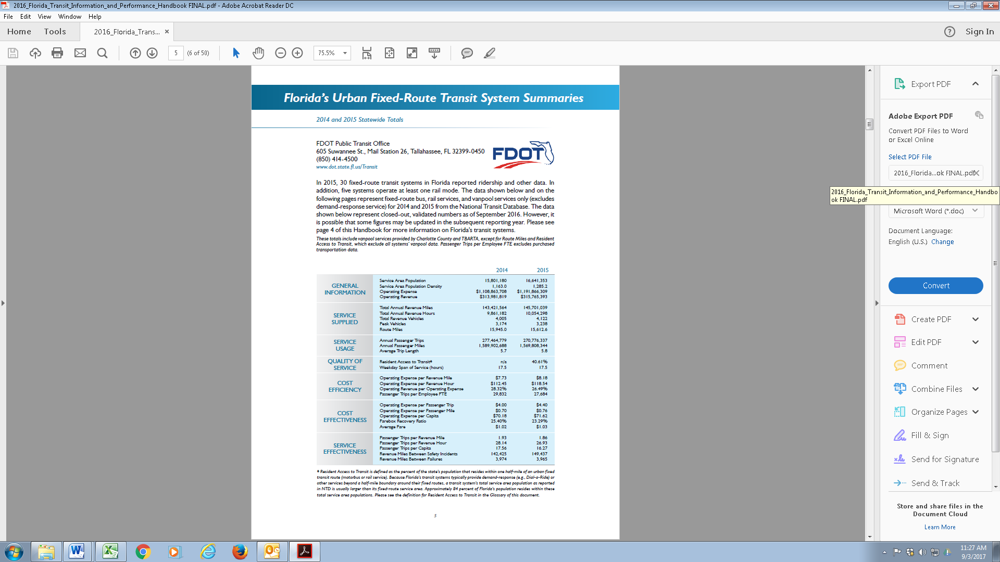 2016_Florida_Transit_Information_and_Performance_Handbook FINAL.pdf - Adobe Acrobat Reader DC
File Edit View Window Help
Home Tools 2016_Florida_Trans... × Sign In
5 (6 of 50) 75.5%
Florida's Urban Fixed-Route Transit System Summaries
2014 and 2015 Statewide Totals
FDOT Public Transit Office
605 Suwannee St., Mail Station 26, Tallahassee, FL 32399-0450
(850) 414-4500
www.dot.state.fl.us/Transit
FDOT
In 2015, 30 fixed-route transit systems in Florida reported ridership and other data. In
addition, five systems operate at least one rail mode. The data shown below and on the
following pages represent fixed-route bus, rail services, and vanpool services only (excludes
demand-response service) for 2014 and 2015 from the National Transit Database. The data
shown below represent closed-out, validated numbers as of September 2016. However, it
is possible that some figures may be updated in the subsequent reporting year. Please see
page 4 of this Handbook for more information on Florida's transit systems.
These totals include vanpool services provided by Charlotte County and TBARTA, except for Route Miles and Resident
Access to Transit, which exclude all systems' vanpool data. Passenger Trips per Employee FTE excludes purchased
transportation data.
2014 2015
GENERAL
INFORMATION
Service Area Population 15,801,180 16,641,353
Service Area Population Density 1,163.0 1,285.2
Operating Expense $1,108,863,708 $1,191,866,309
Operating Revenue $313,981,819 $315,765,393
SERVICE
SUPPLIED
Total Annual Revenue Miles 143,421,564 145,701,039
Total Annual Revenue Hours 9,861,182 10,054,298
Total Revenue Vehicles 4,005 4,122
Peak Vehicles 3,174 3,238
Route Miles 15,945.0 15,612.6
SERVICE
USAGE
Annual Passenger Trips 277,464,779 270,776,337
Annual Passenger Miles 1,589,902,688 1,569,808,344
Average Trip Length 5.7 5.8
QUALITY OF
SERVICE
Resident Access to Transit* n/a 40.61%
Weekday Span of Service (hours) 17.5 17.5
COST
EFFICIENCY
Operating Expense per Revenue Mile $7.73 $8.18
Operating Expense per Revenue Hour $112.45 $118.54
Operating Revenue per Operating Expense 28.32% 26.49%
Passenger Trips per Employee FTE 29,832 27,684
COST
EFFECTIVENESS
Operating Expense per Passenger Trip $4.00 $4.40
Operating Expense per Passenger Mile $0.70 $0.76
Operating Expense per Capita $70.18 $71.62
Farebox Recovery Ratio 25.40% 23.29%
Average Fare $1.02 $1.03
SERVICE
EFFECTIVENESS
Passenger Trips per Revenue Mile 1.93 1.86
Passenger Trips per Revenue Hour 28.14 26.93
Passenger Trips per Capita 17.56 16.27
Revenue Miles Between Safety Incidents 142,425 149,437
Revenue Miles Between Failures 3,974 3,965
* Resident Access to Transit is defined as the percent of the state's population that resides within one half-mile of an urban fixed
transit route (motorbus or rail service). Because Florida's transit systems typically provide demand-response (e.g., Dial-a-Ride) or
other services beyond a half-mile boundary around their fixed routes, a transit system's total service area population as reported
in NTD is usually larger than its fixed-route service area. Approximately 84 percent of Florida's population resides within these
total service area populations. Please see the definition for Resident Access to Transit in the Glossary of this document.
5
Export PDF
Adobe Export PDF
Convert PDF Files to Word
or Excel Online
Select PDF File
2016_Florida...ok FINAL.pdf
2016_Florida_Transit_Information_and_Performance_Handbo
ok FINAL.pdf
Microsoft Word (*.doc)
Document Language:
English (U.S.) Change
Convert
Create PDF
Edit PDF
Comment
Combine Files
Organize Pages
Fill & Sign
Send for Signature
Send & Track
Store and share files in the
Document Cloud
Learn More
11:27 AM
9/3/2017